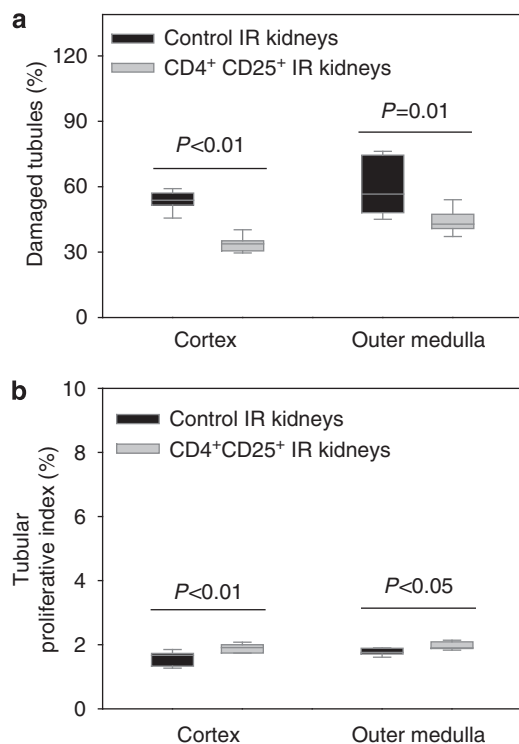 a
Control IR kidneys
CD4+ CD25+ IR kidneys
Damaged tubules (%)
120
90
60
30
0
P<0.01
P=0.01
Cortex
Outer medulla
b
Control IR kidneys
CD4+CD25+ IR kidneys
Tubular
proliferative index (%)
10
8
6
4
2
0
P<0.01
P<0.05
Cortex
Outer medulla